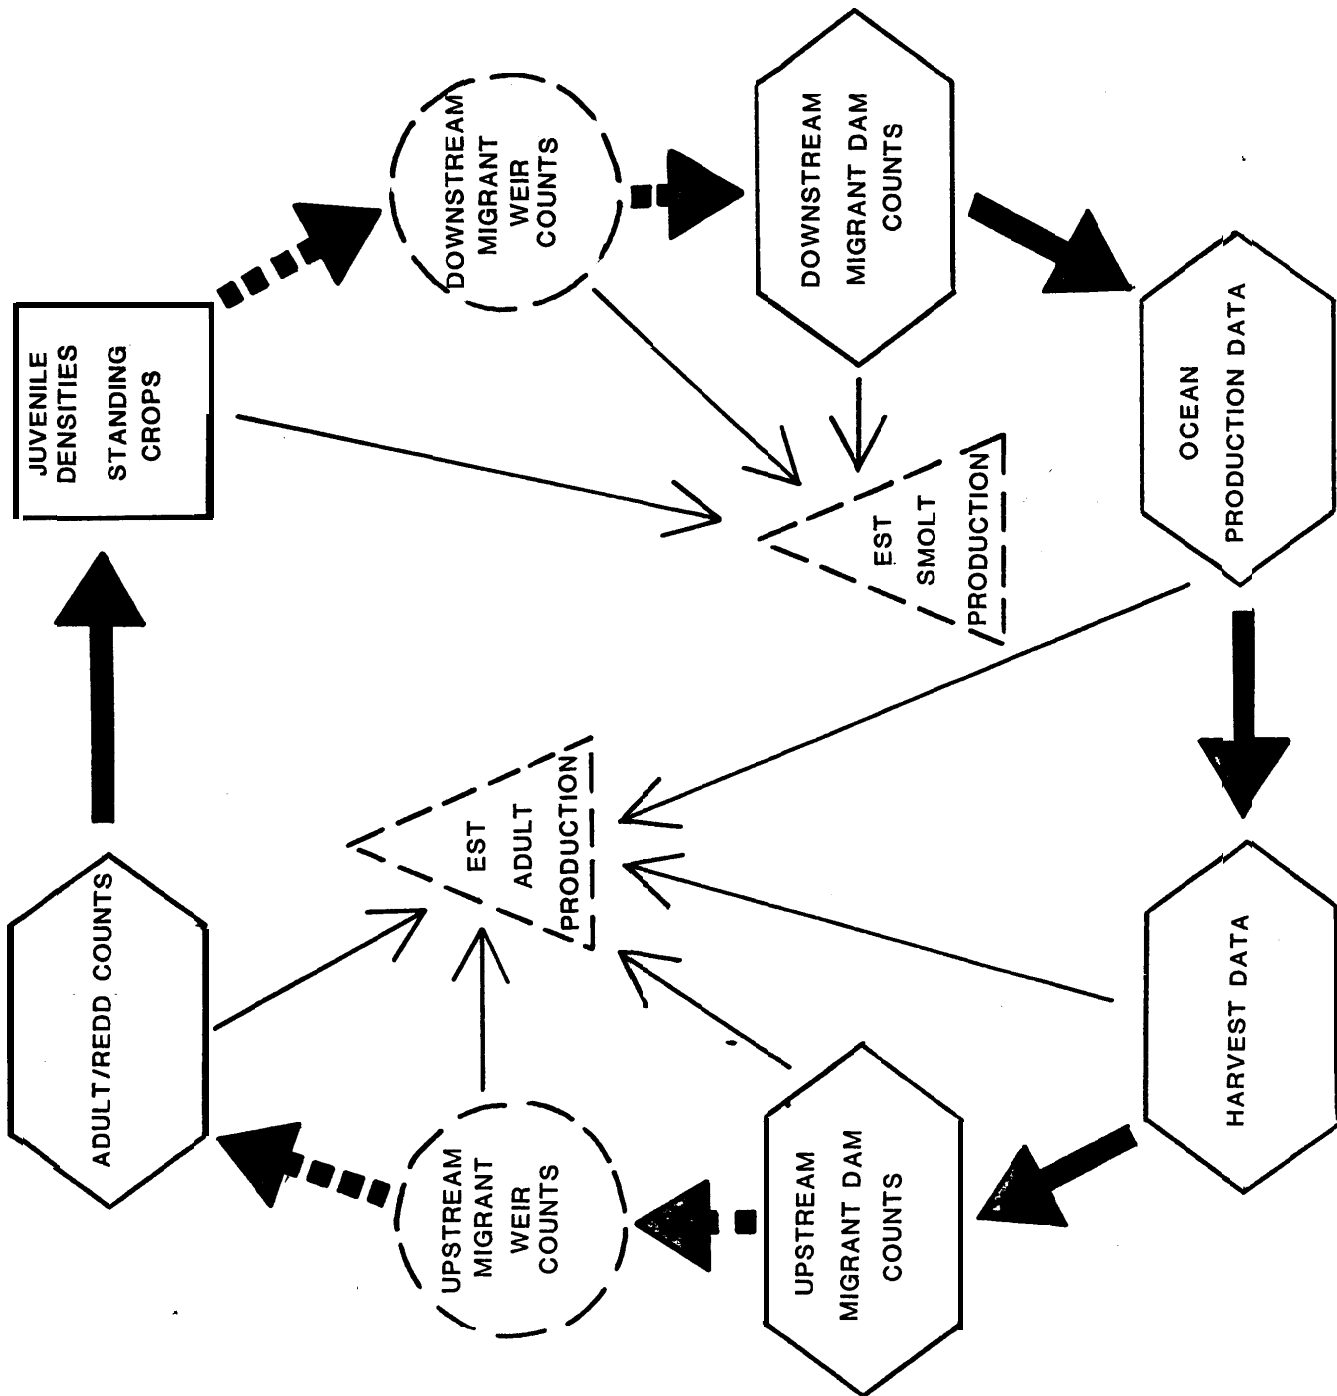 JUVENILE
DENSITIES
STANDING
CROPS
DOWNSTREAM
MIGRANT
WEIR
COUNTS
DOWNSTREAM
MIGRANT DAM
COUNTS
OCEAN
PRODUCTION DATA
EST
SMOLT
PRODUCTION
EST
ADULT
PRODUCTION
ADULT/REDD COUNTS
UPSTREAM
MIGRANT
WEIR
COUNTS
UPSTREAM
MIGRANT DAM
COUNTS
HARVEST DATA